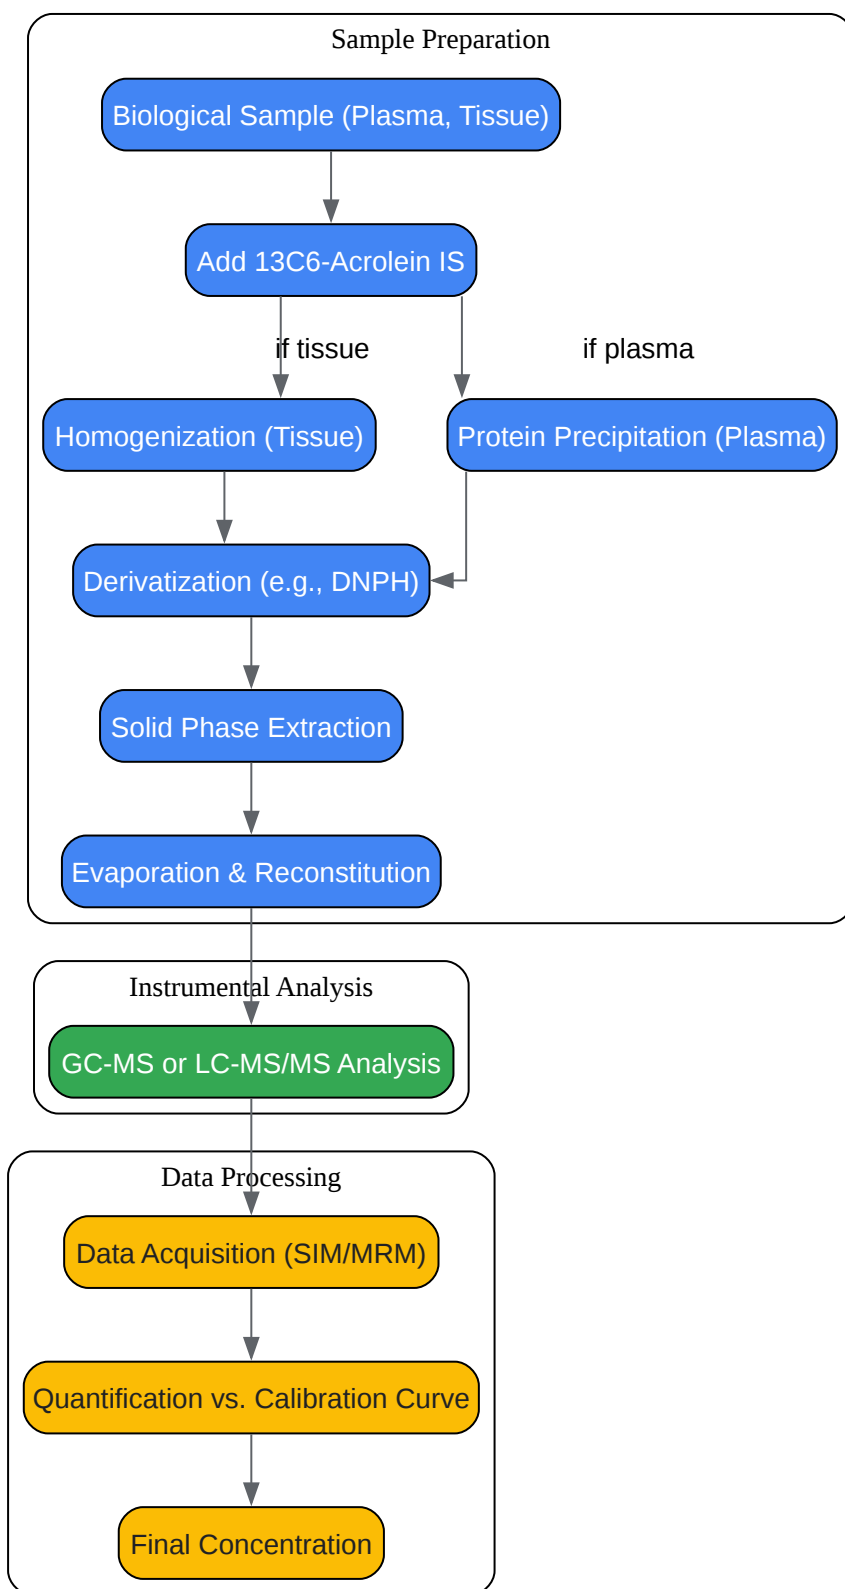 Sample Preparation
Biological Sample (Plasma, Tissue)
Add 13C6-Acrolein IS
if tissue
if plasma
Homogenization (Tissue)
Protein Precipitation (Plasma)
Derivatization (e.g., DNPH)
Solid Phase Extraction
Evaporation & Reconstitution
Instrumental Analysis
GC-MS or LC-MS/MS Analysis
Data Processing
Data Acquisition (SIM/MRM)
Quantification vs. Calibration Curve
Final Concentration